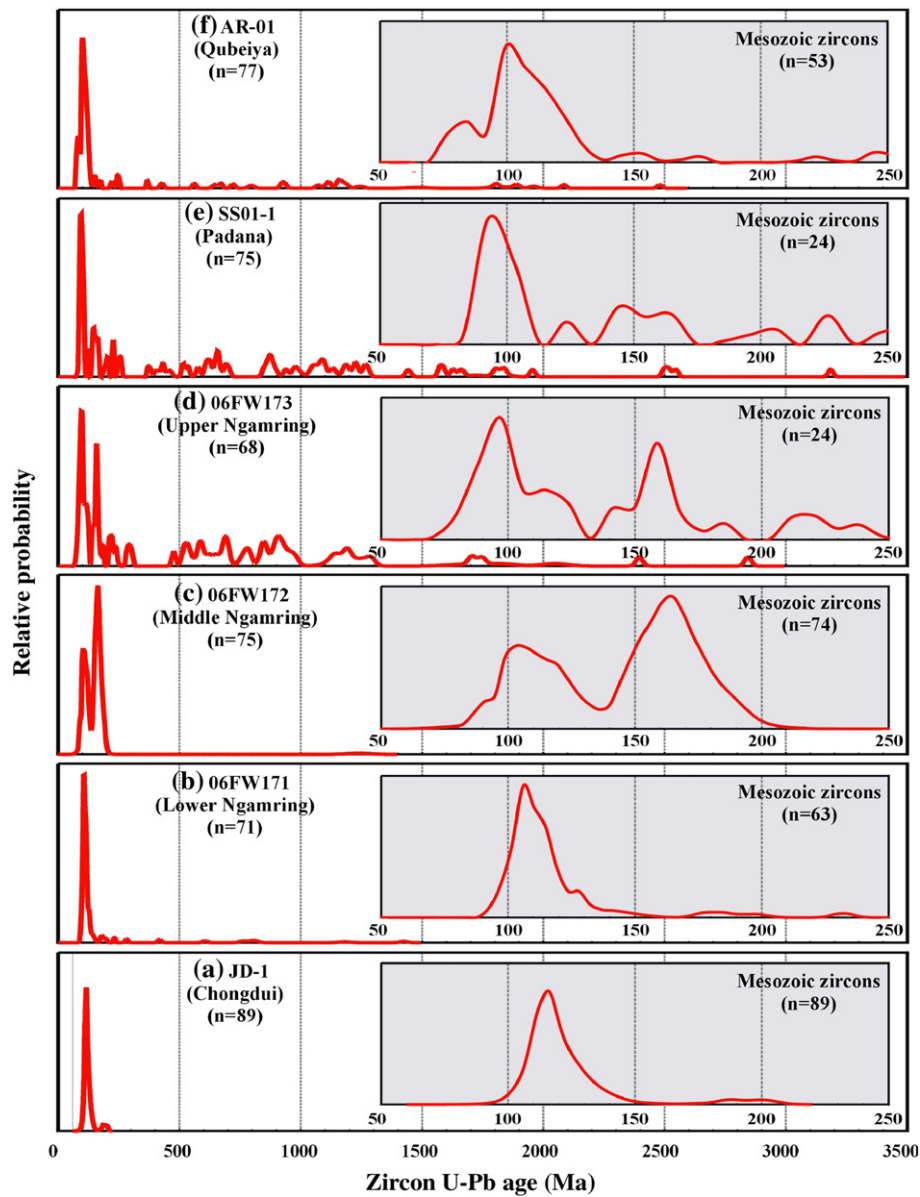 (f) AR-01
(Qubeiya)
(n=77)
Mesozoic zircons
(n=53)
50 100 150 200 250
(e) SS01-1
(Padana)
(n=75)
Mesozoic zircons
(n=24)
50 100 150 200 250
(d) 06FW173
(Upper Ngamring)
(n=68)
Mesozoic zircons
(n=24)
50 100 150 200 250
(c) 06FW172
(Middle Ngamring)
(n=75)
Mesozoic zircons
(n=74)
50 100 150 200 250
(b) 06FW171
(Lower Ngamring)
(n=71)
Mesozoic zircons
(n=63)
50 100 150 200 250
(a) JD-1
(Chongdui)
(n=89)
Mesozoic zircons
(n=89)
50 100 150 200 250
0 500 1000 1500 2000 2500 3000 3500
Zircon U-Pb age (Ma)
Relative probability